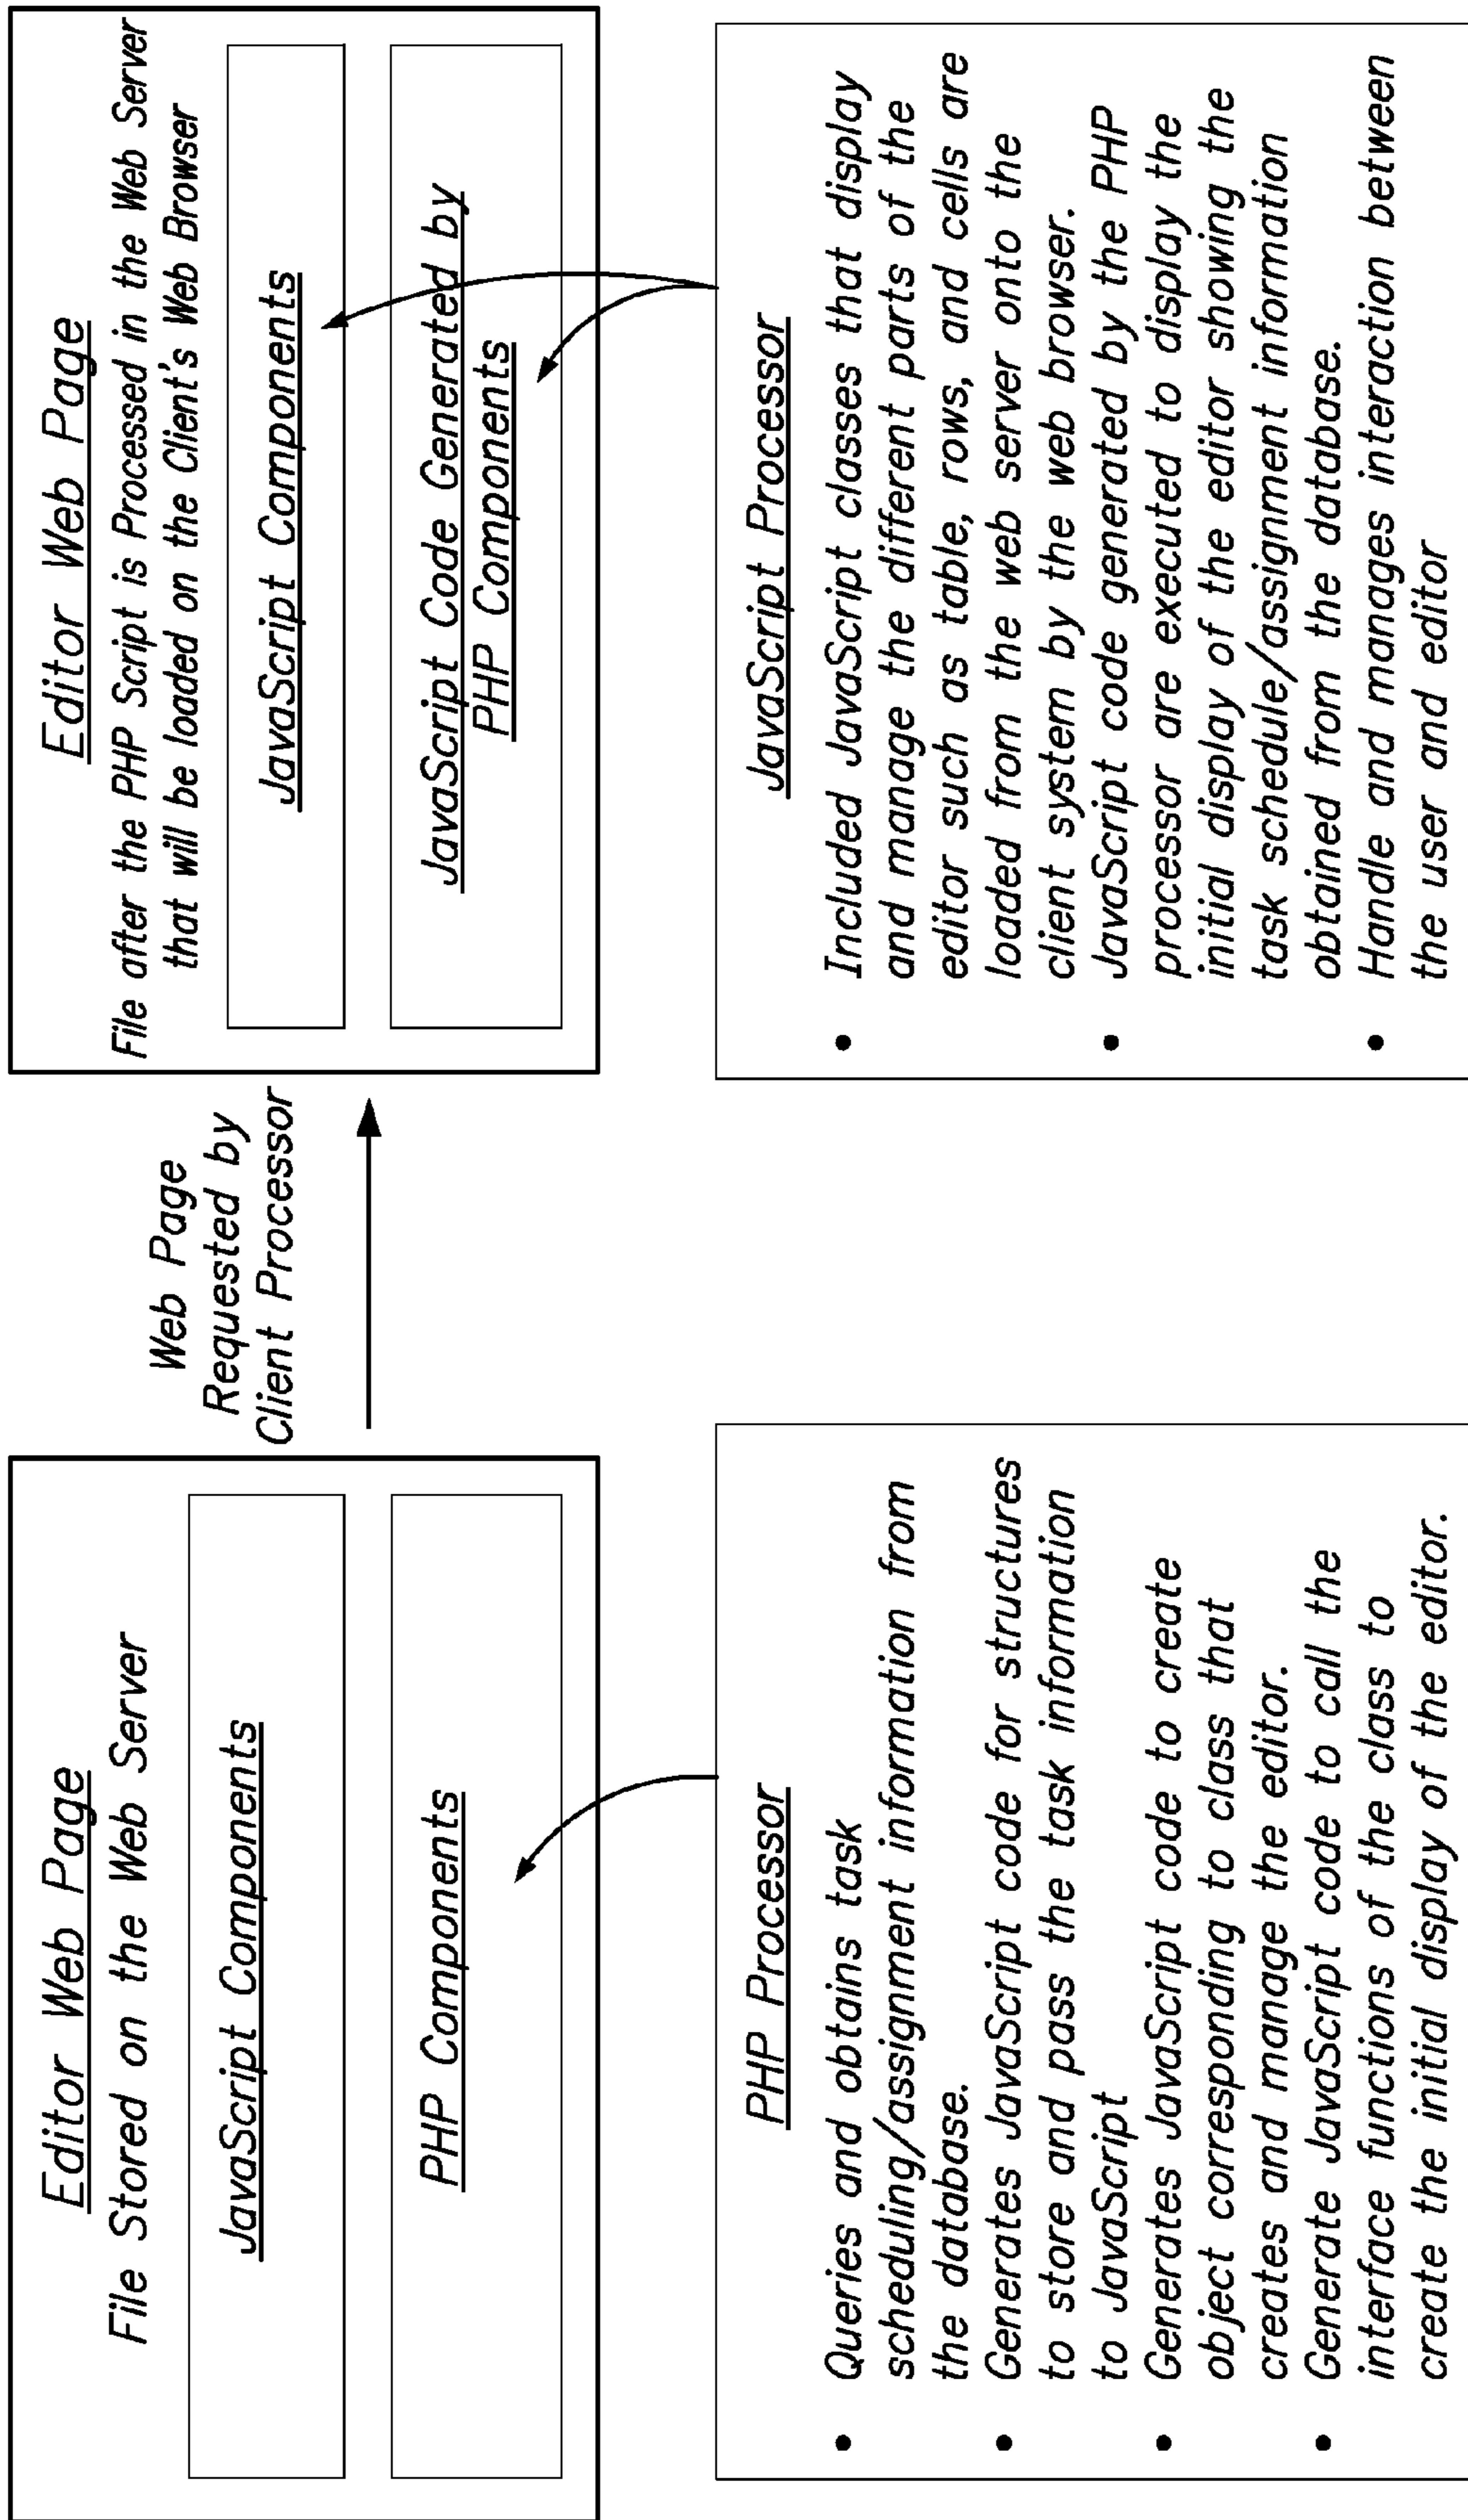 Editor Web Page
File Stored on the Web Server
JavaScript Components
PHP Components
Web Page
Requested by
Client Processor
Editor Web Page
File after the PHP Script is Processed in the Web Server
that will be loaded on the Client's Web Browser
JavaScript Components
JavaScript Code Generated by
PHP Components
PHP Processor
• Queries and obtains task
scheduling/assignment information from
the database.
• Generates JavaScript code for structures
to store and pass the task information
to JavaScript
• Generates JavaScript code to create
object corresponding to class that
creates and manage the editor.
• Generate JavaScript code to call the
interface functions of the class to
create the initial display of the editor.
JavaScript Processor
• Included JavaScript classes that display
and manage the different parts of the
editor such as table, rows, and cells are
loaded from the web server onto the
client system by the web browser.
• JavaScript code generated by the PHP
processor are executed to display the
initial display of the editor showing the
task schedule/assignment information
obtained from the database.
• Handle and manages interaction between
the user and editor